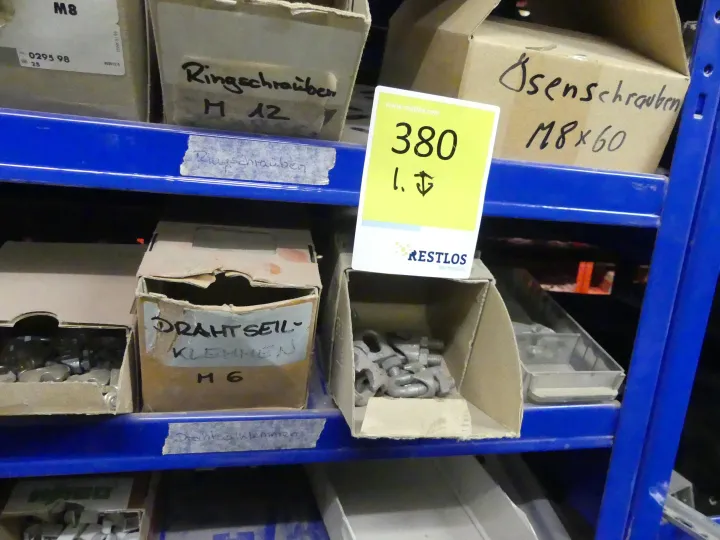 M8
0295 98
Ringschrauben
M 12
Ösenschrauben
M8x60
Ringschrauben
380
1.
RESTLOS
DRAHTSEIL-
KLEMMEN
M 6